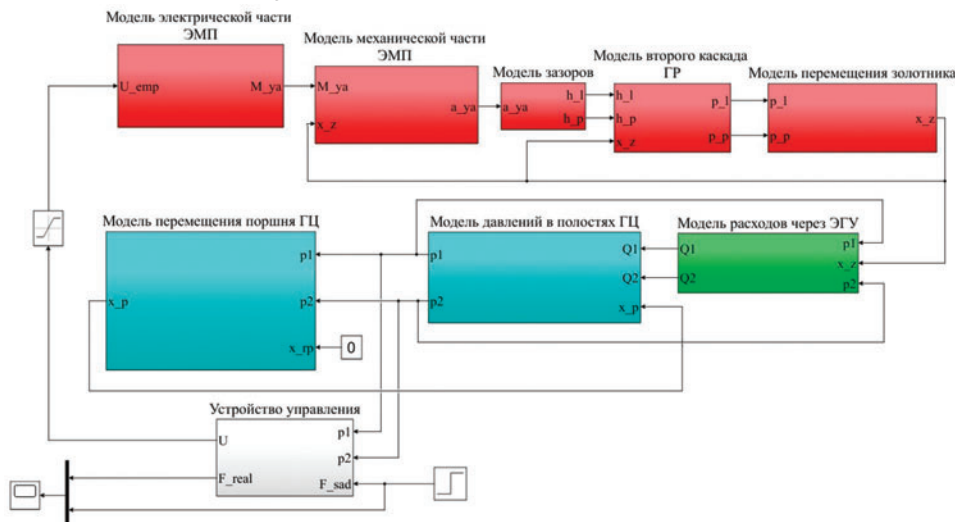 Модель электрической части
ЭМП
U_emp
M_ya
Модель механической части
ЭМП
M_ya
x_z
a_ya
Модель зазоров
a_ya
h_l
h_p
Модель второго каскада
ГР
h_l
h_p
x_z
p_l
p_p
Модель перемещения золотника
p_l
p_p
x_z
Модель перемещения поршня ГЦ
p1
x_p
p2
x_rp
0
Модель давлений в полостях ГЦ
p1
Q1
Q2
p2
x_p
Модель расходов через ЭГУ
Q1
p1
x_z
Q2
p2
Устройство управления
U
p1
p2
F_real
F_sad